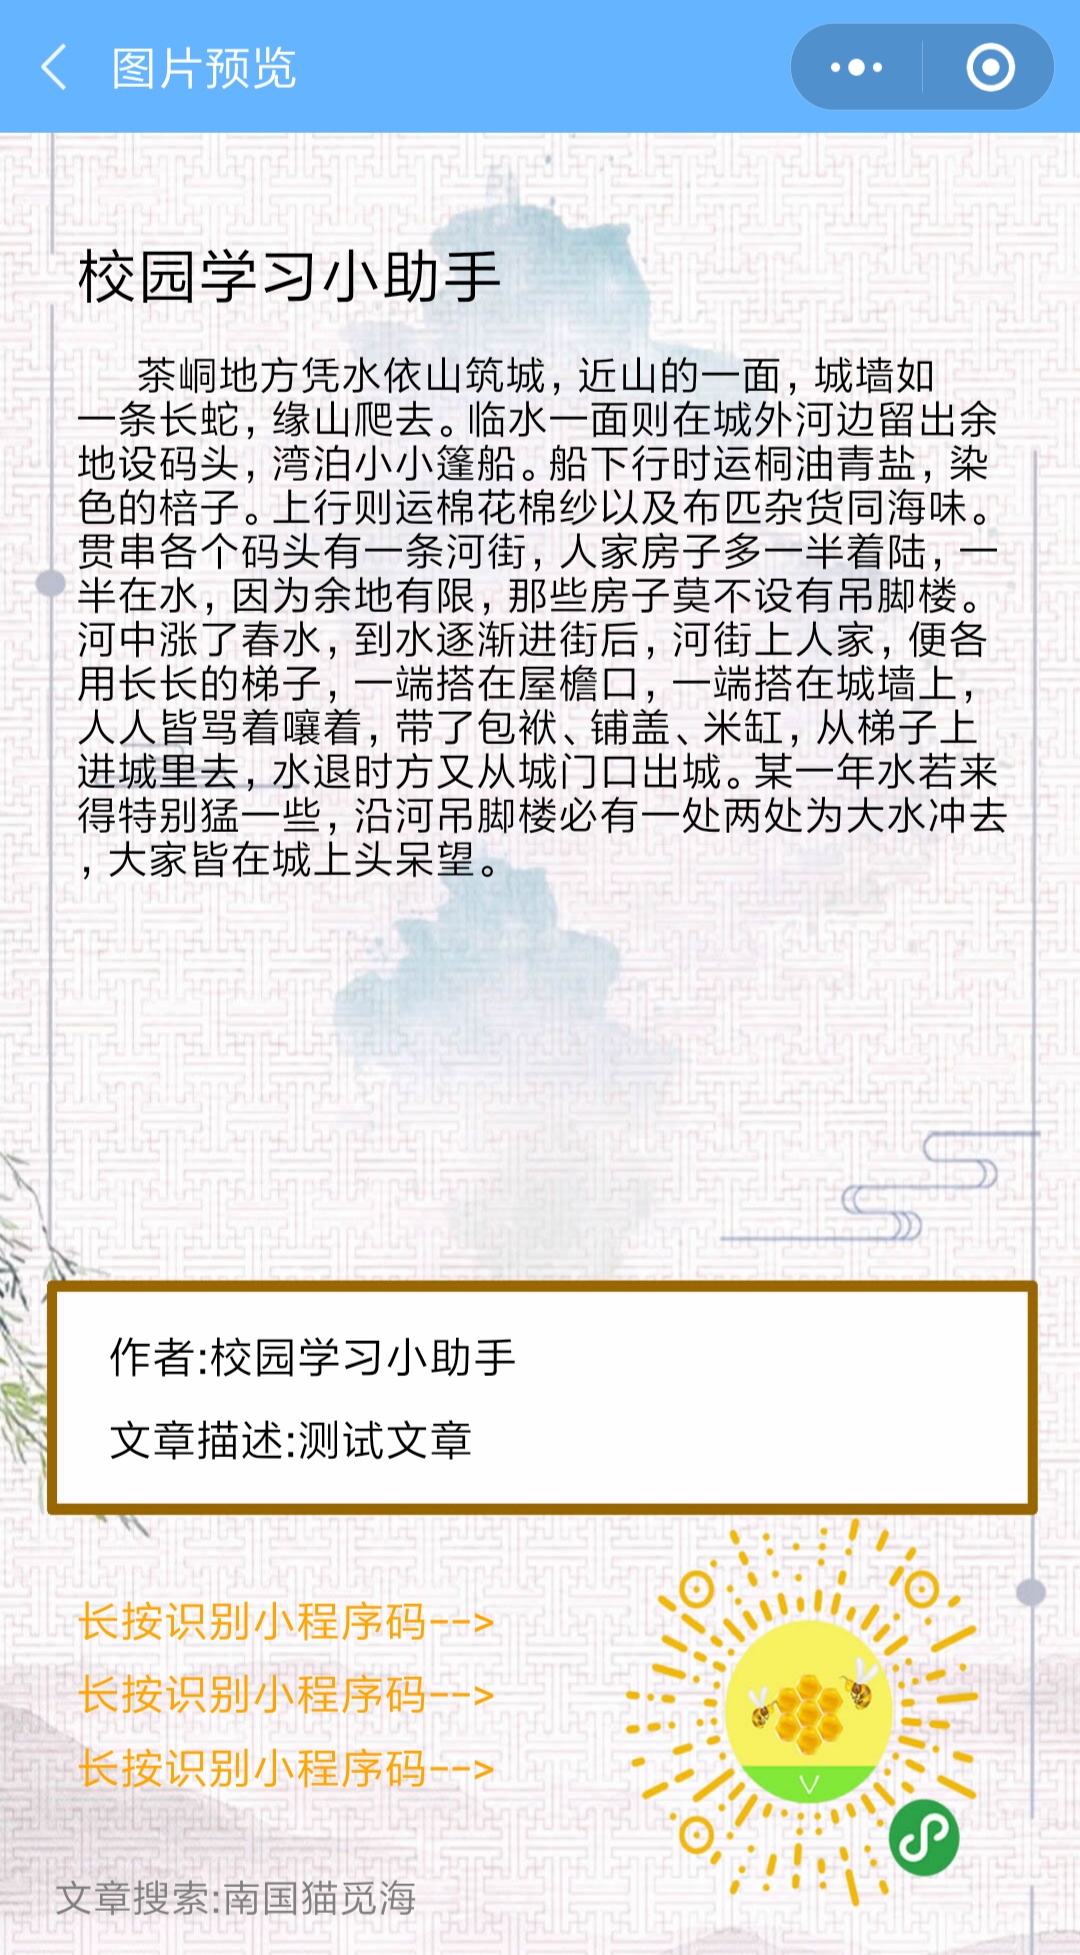 图片预览
校园学习小助手
茶峒地方凭水依山筑城，近山的一面，城墙如
一条长蛇，缘山爬去。临水一面则在城外河边留出余
地设码头，湾泊小小篷船。船下行时运桐油青盐，染
色的棓子。上行则运棉花棉纱以及布匹杂货同海味。
贯串各个码头有一条河街，人家房子多一半着陆，一
半在水，因为余地有限，那些房子莫不设有吊脚楼。
河中涨了春水，到水逐渐进街后，河街上人家，便各
用长长的梯子，一端搭在屋檐口，一端搭在城墙上，
人人皆骂着嚷着，带了包袱、铺盖、米缸，从梯子上
进城里去，水退时方又从城门口出城。某一年水若来
得特别猛一些，沿河吊脚楼必有一处两处为大水冲去
，大家皆在城上头呆望。
作者:校园学习小助手
文章描述:测试文章
长按识别小程序码-->
长按识别小程序码-->
长按识别小程序码-->
文章搜索:南国猫觅海